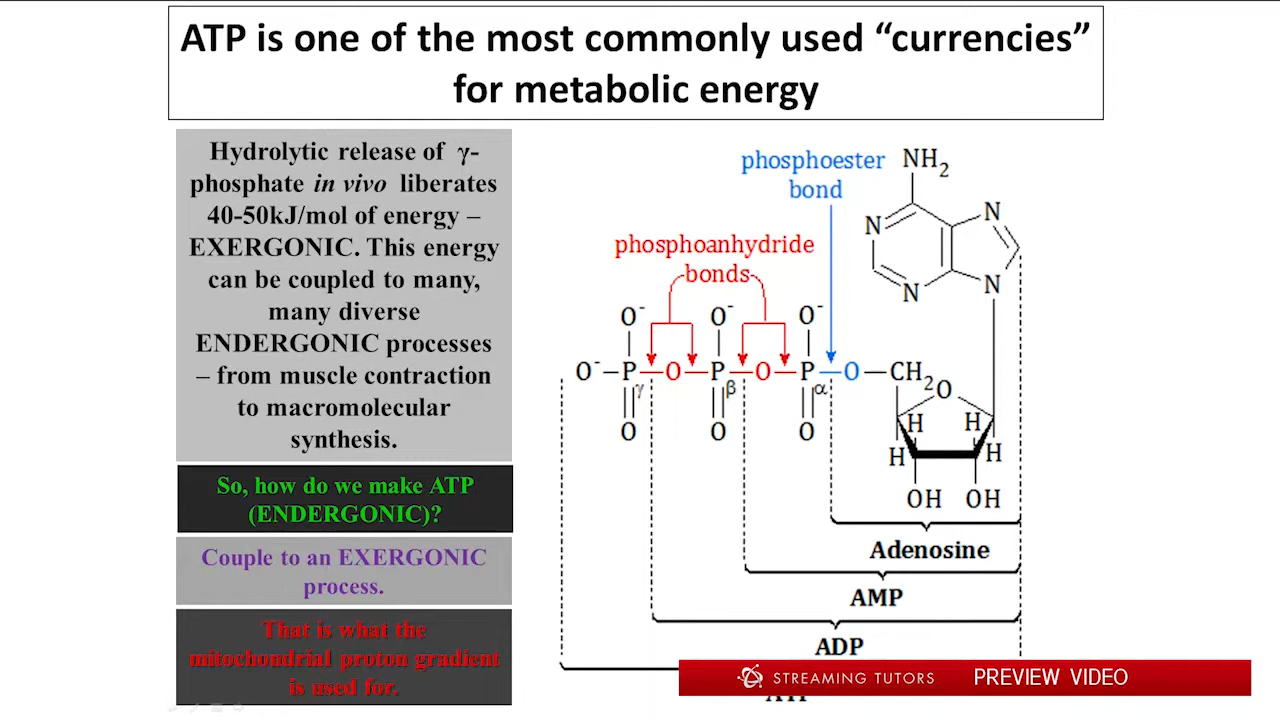 ATP is one of the most commonly used “currencies”
for metabolic energy
Hydrolytic release of γ-
phosphate in vivo liberates
40-50kJ/mol of energy –
EXERGONIC. This energy
can be coupled to many,
many diverse
ENDERGONIC processes
– from muscle contraction
to macromolecular
synthesis.
So, how do we make ATP
(ENDERGONIC)?
Couple to an EXERGONIC
process.
That is what the
mitochondrial proton gradient
is used for.
phosphoester
bond
NH2
phosphoanhydride
bonds
N N
N N
O- O- O-
O- P O P O P O CH2 O
γ β α
O O O
H H
H H
OH OH
Adenosine
AMP
ADP
STREAMING TUTORS PREVIEW VIDEO